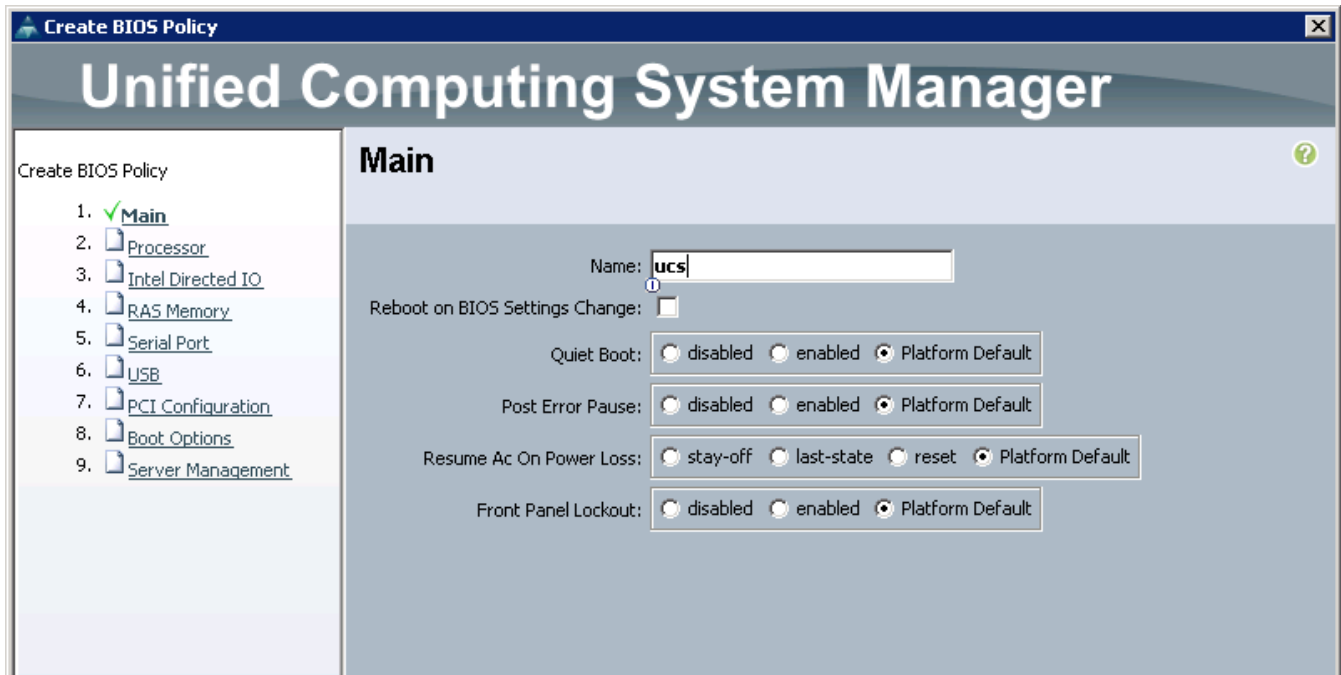 Create BIOS Policy
Unified Computing System Manager
Create BIOS Policy
1. Main
2. Processor
3. Intel Directed IO
4. RAS Memory
5. Serial Port
6. USB
7. PCI Configuration
8. Boot Options
9. Server Management
Main
Name: ucs
Reboot on BIOS Settings Change:
Quiet Boot: disabled enabled Platform Default
Post Error Pause: disabled enabled Platform Default
Resume Ac On Power Loss: stay-off last-state reset Platform Default
Front Panel Lockout: disabled enabled Platform Default